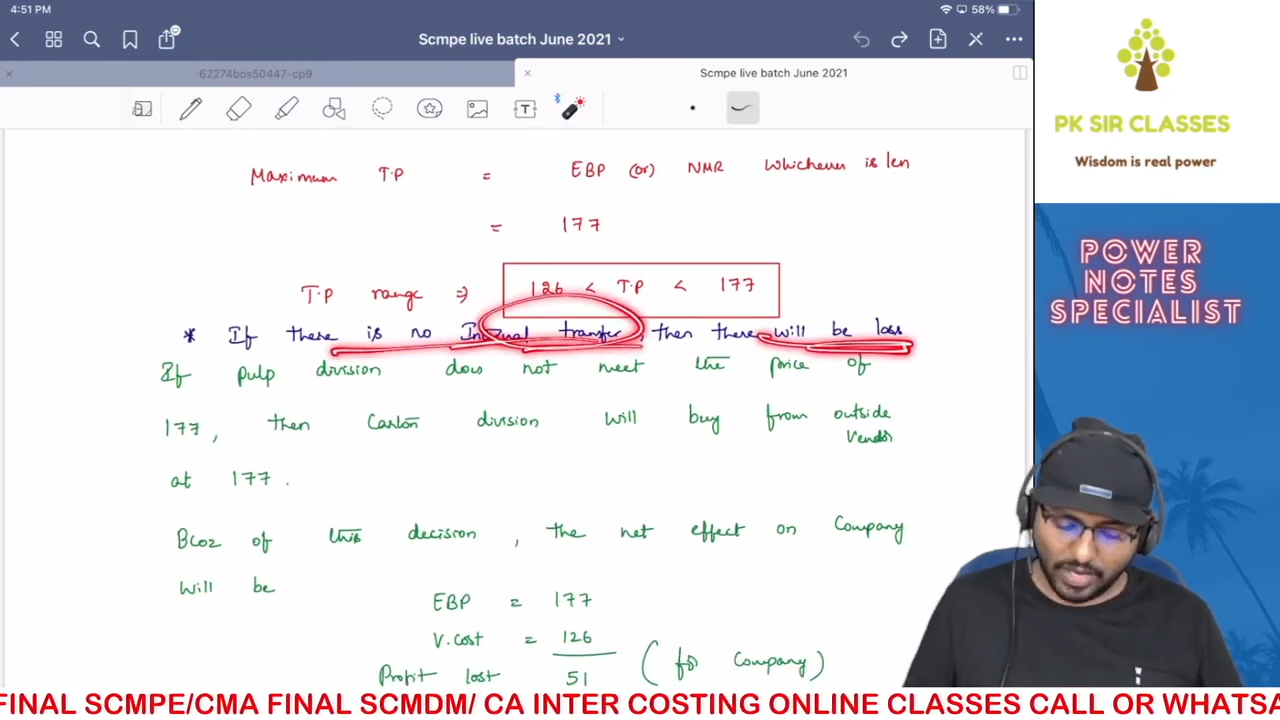 4:51 PM
58%
Scmpe live batch June 2021
62274bos50447-cp9
Scmpe live batch June 2021
PK SIR CLASSES
Wisdom is real power
POWER
NOTES
SPECIALIST
Maximum T.P = EBP (or) NMR Whichever is len
= 177
T.P range ⇒ 126 < T.P < 177
* If there is no Internal transfer, then there will be loss
If pulp division does not meet the price of
177, then Carton division will buy from outside
Vendor
at 177.
Bcoz of this decision, the net effect on Company
will be
EBP = 177
V.cost = 126
Profit lost 51 (for Company)
FINAL SCMPE/CMA FINAL SCMDM/ CA INTER COSTING ONLINE CLASSES CALL OR WHATSA